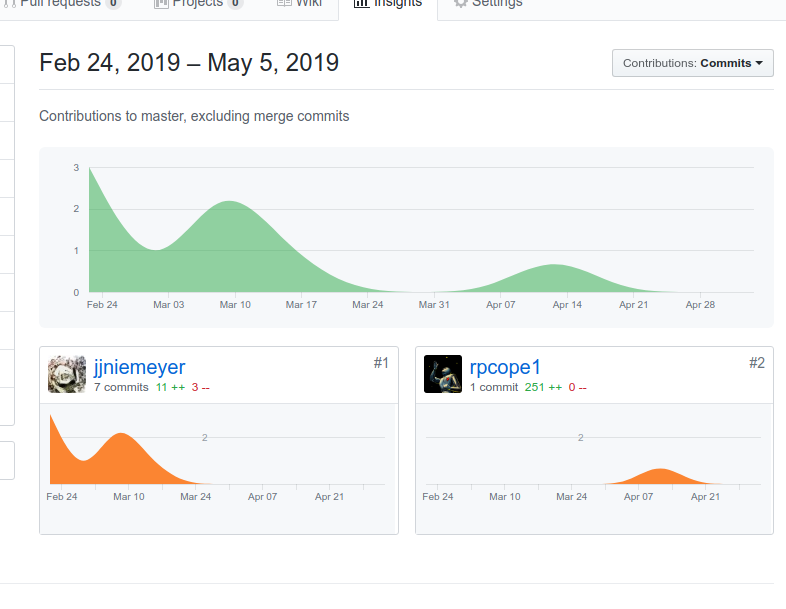 Pull requests 0 Projects 0 Wiki Insights Settings
Feb 24, 2019 – May 5, 2019
Contributions: Commits
Contributions to master, excluding merge commits
3
2
1
0
Feb 24 Mar 03 Mar 10 Mar 17 Mar 24 Mar 31 Apr 07 Apr 14 Apr 21 Apr 28
jjniemeyer #1
7 commits 11 ++ 3 --
2
Feb 24 Mar 10 Mar 24 Apr 07 Apr 21
rpcope1 #2
1 commit 251 ++ 0 --
2
Feb 24 Mar 10 Mar 24 Apr 07 Apr 21